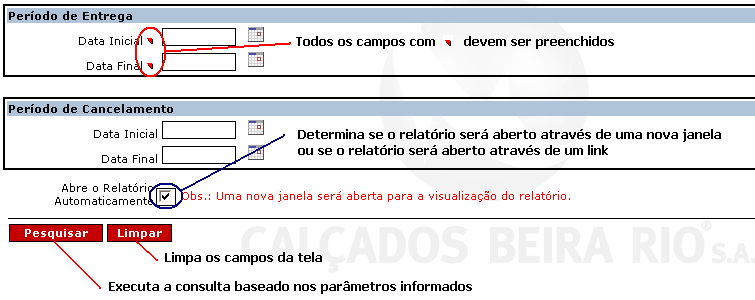 Período de Entrega
Data Inicial
Todos os campos com devem ser preenchidos
Data Final
Período de Cancelamento
Data Inicial
Determina se o relatório será aberto através de uma nova janela
ou se o relatório será aberto através de um link
Data Final
Abre o Relatório
Automaticamente
Obs.: Uma nova janela será aberta para a visualização do relatório.
Pesquisar Limpar
CALÇADOS BEIRA RIO® S.A.
Limpa os campos da tela
Executa a consulta baseado nos parâmetros informados